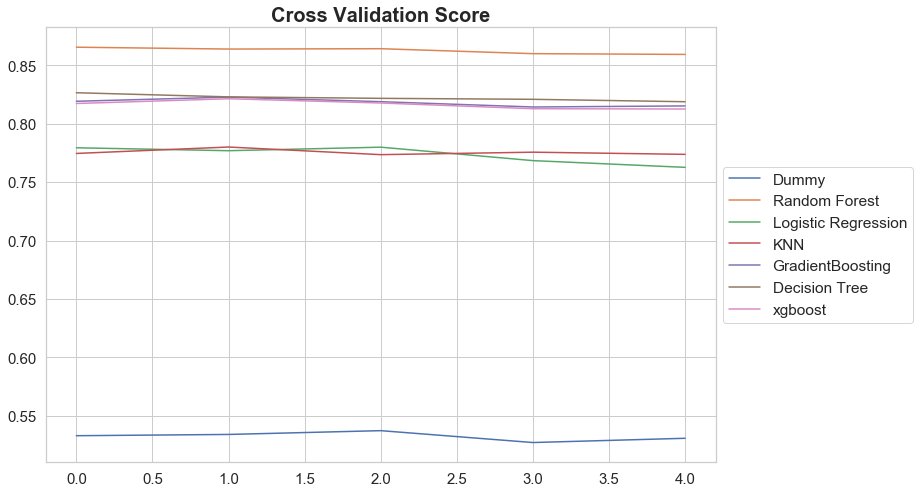 Cross Validation Score
0.85
0.80
0.75
0.70
0.65
0.60
0.55
0.0 0.5 1.0 1.5 2.0 2.5 3.0 3.5 4.0
Dummy
Random Forest
Logistic Regression
KNN
GradientBoosting
Decision Tree
xgboost